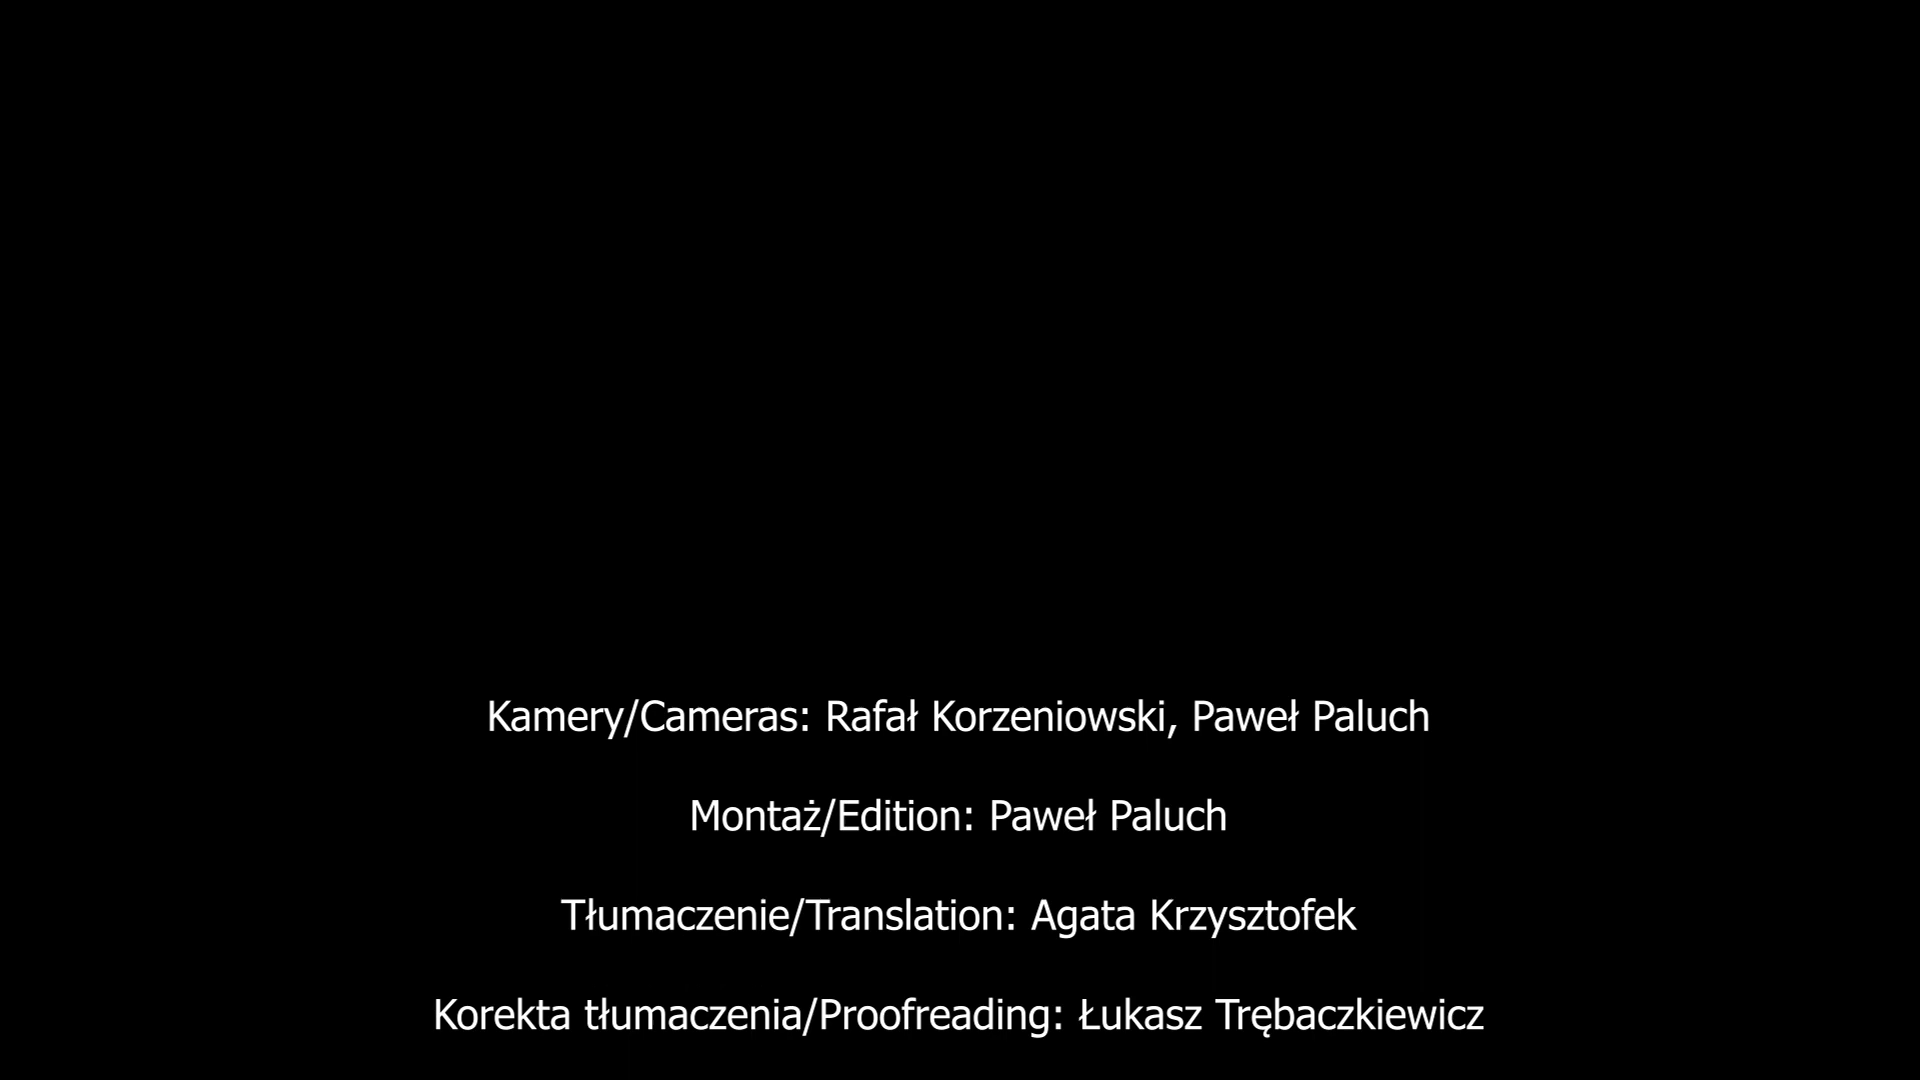 Kamery/Cameras: Rafał Korzeniowski, Paweł Paluch
Montaż/Edition: Paweł Paluch
Tłumaczenie/Translation: Agata Krzysztofek
Korekta tłumaczenia/Proofreading: Łukasz Trębaczkiewicz